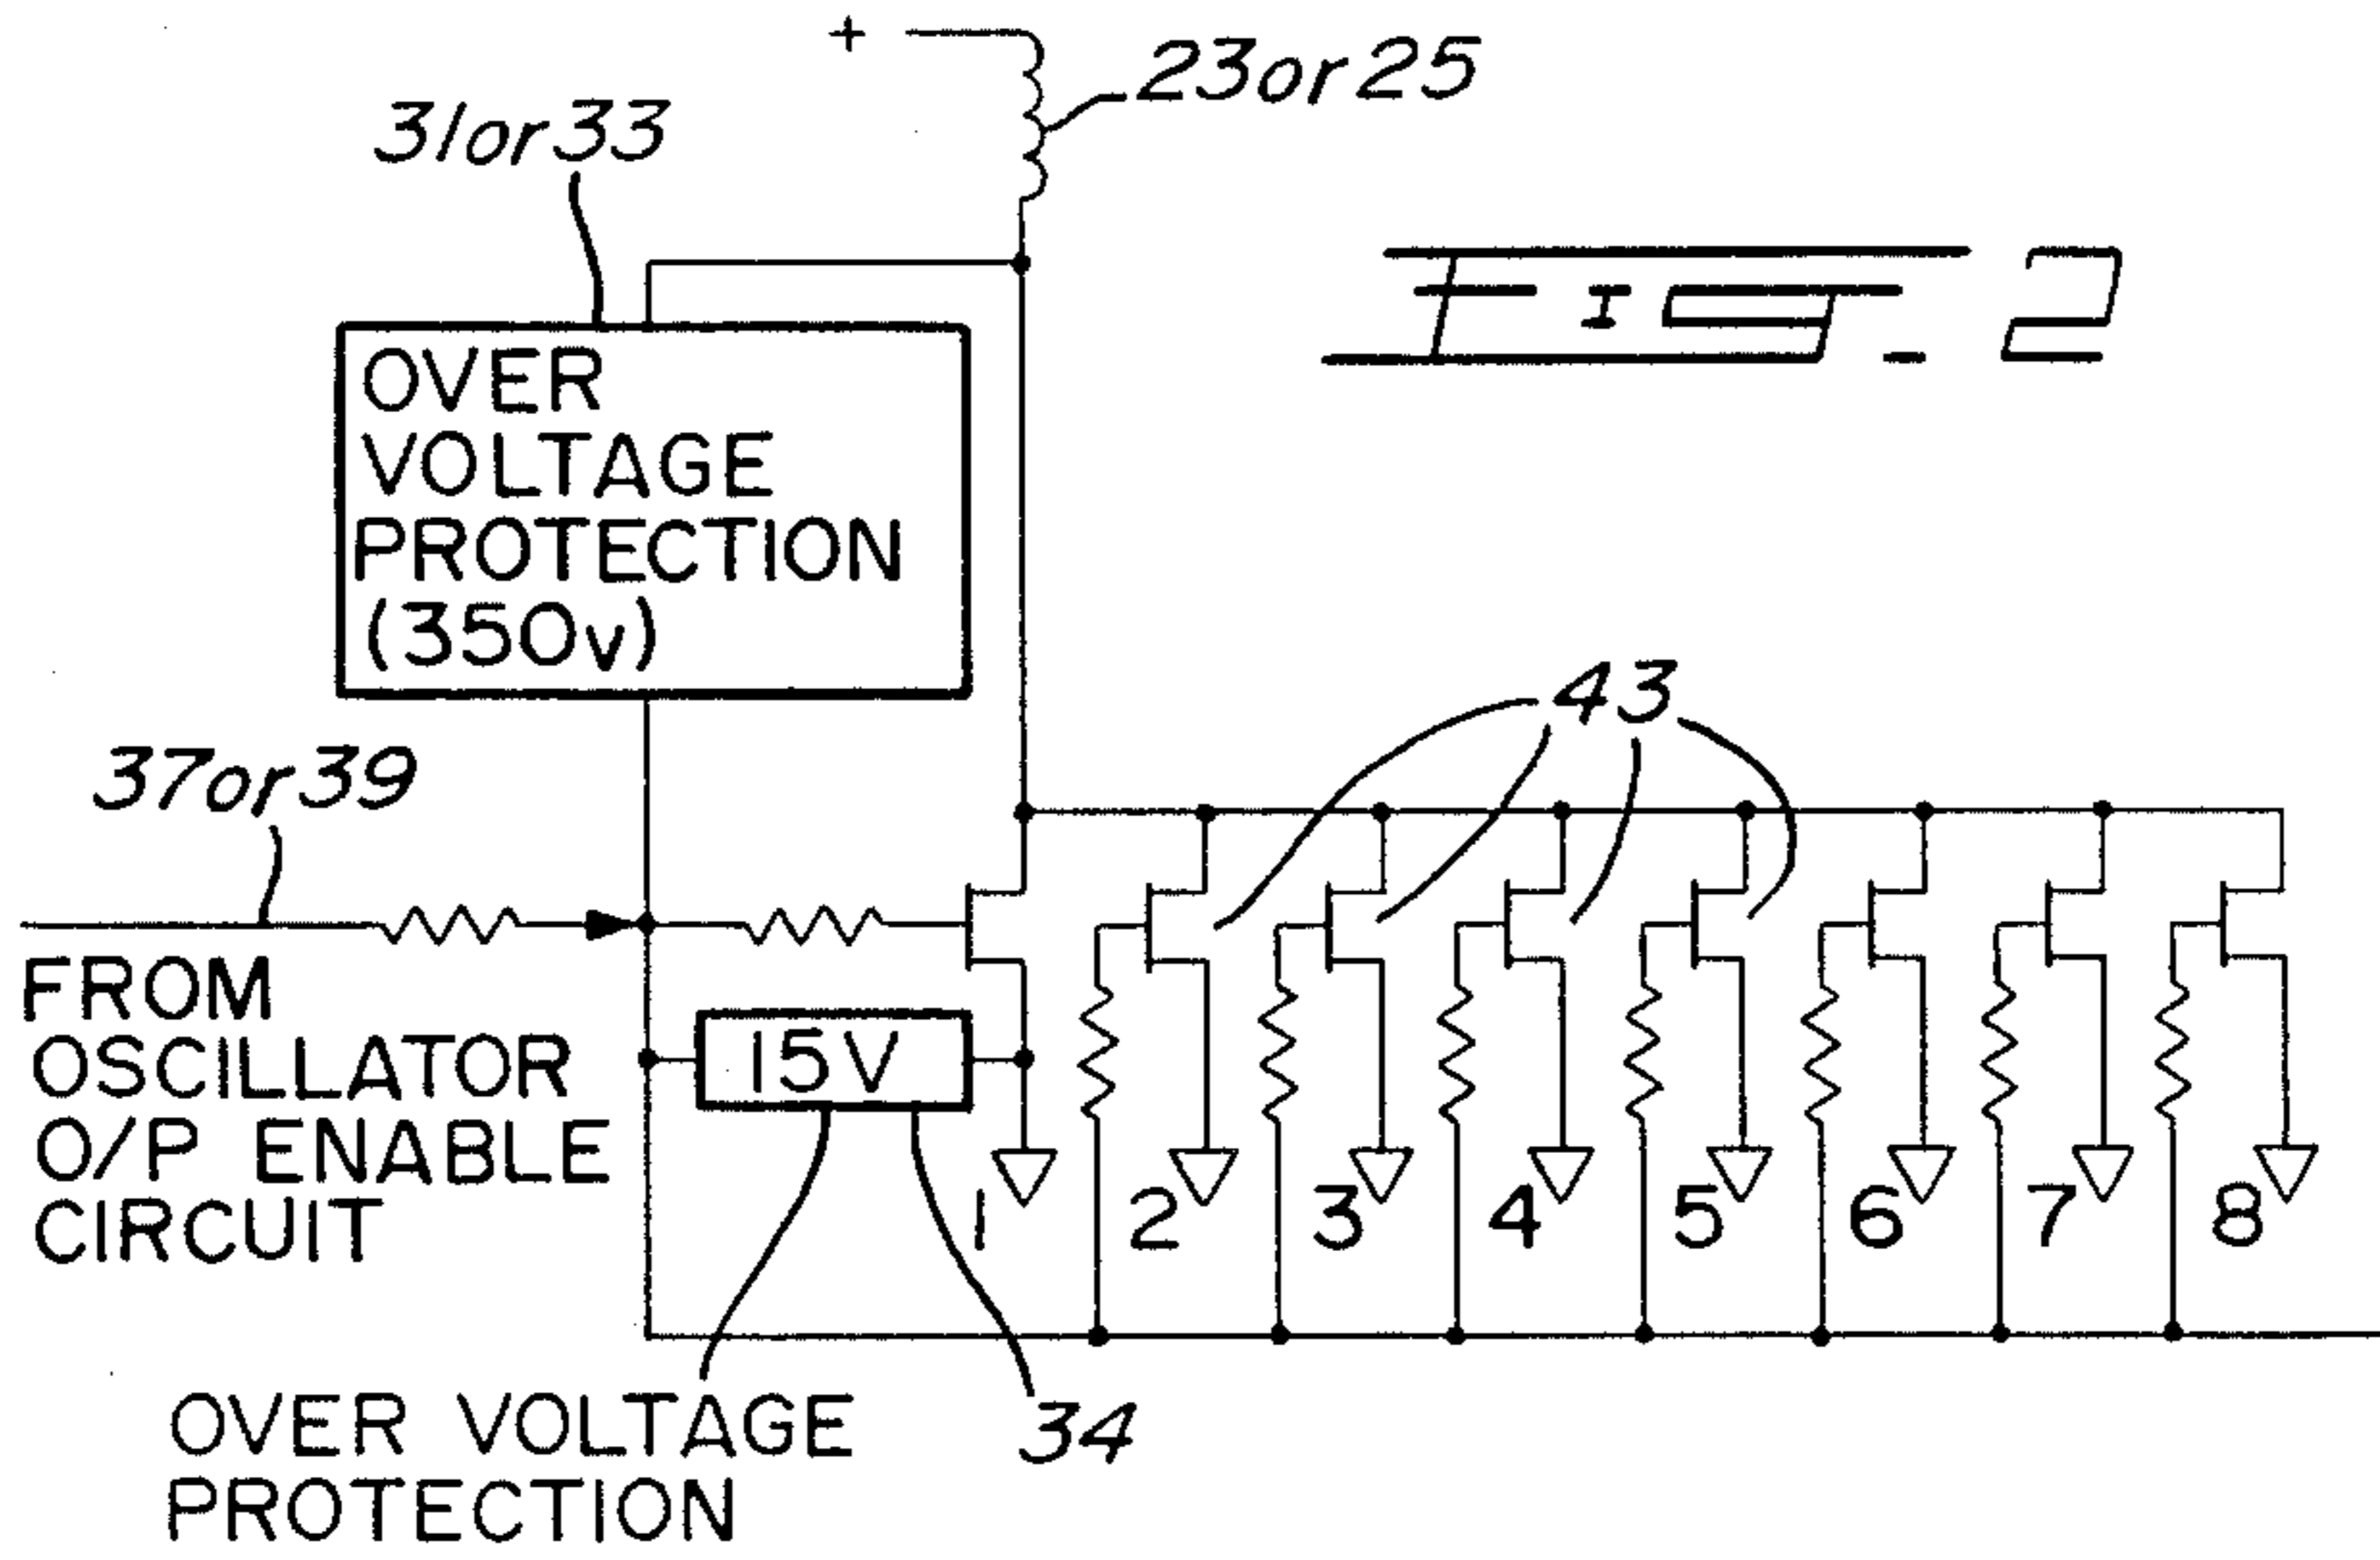 +
23or25
31or33
FIG. 2
OVER
VOLTAGE
PROTECTION
(350v)
43
37or39
FROM
OSCILLATOR
O/P ENABLE
CIRCUIT
15V
1 2 3 4 5 6 7 8
OVER VOLTAGE
PROTECTION
34